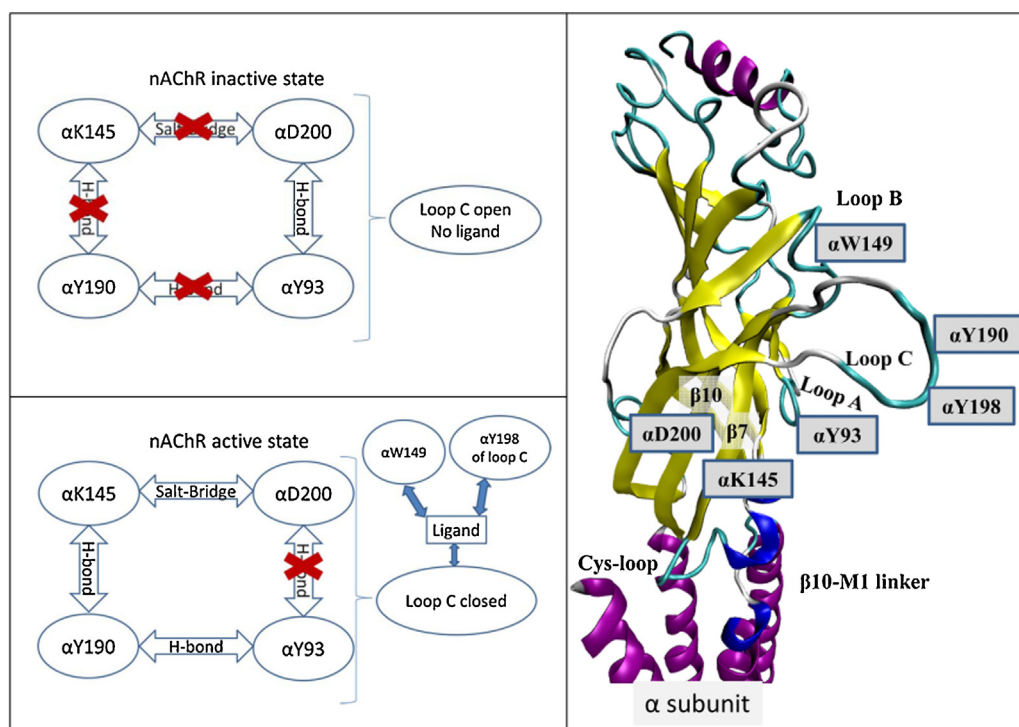 nAChR inactive state
αK145
Salt-Bridge
αD200
H-bond
H-bond
αY190
H-bond
αY93
Loop C open
No ligand
nAChR active state
αK145
Salt-Bridge
αD200
H-bond
H-bond
αY190
H-bond
αY93
αW149
αY198
of loop C
Ligand
Loop C closed
Loop B
αW149
αY190
Loop C
αY198
Loop A
β10
αD200
β7
αY93
αK145
Cys-loop
β10-M1 linker
α subunit